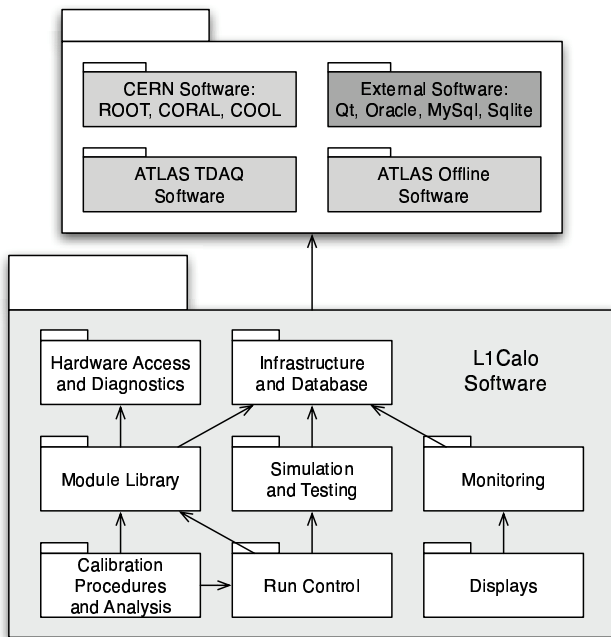 CERN Software:
ROOT, CORAL, COOL
External Software:
Qt, Oracle, MySql, Sqlite
ATLAS TDAQ
Software
ATLAS Offline
Software
Hardware Access
and Diagnostics
Infrastructure
and Database
L1Calo
Software
Module Library
Simulation
and Testing
Monitoring
Calibration
Procedures
and Analysis
Run Control
Displays